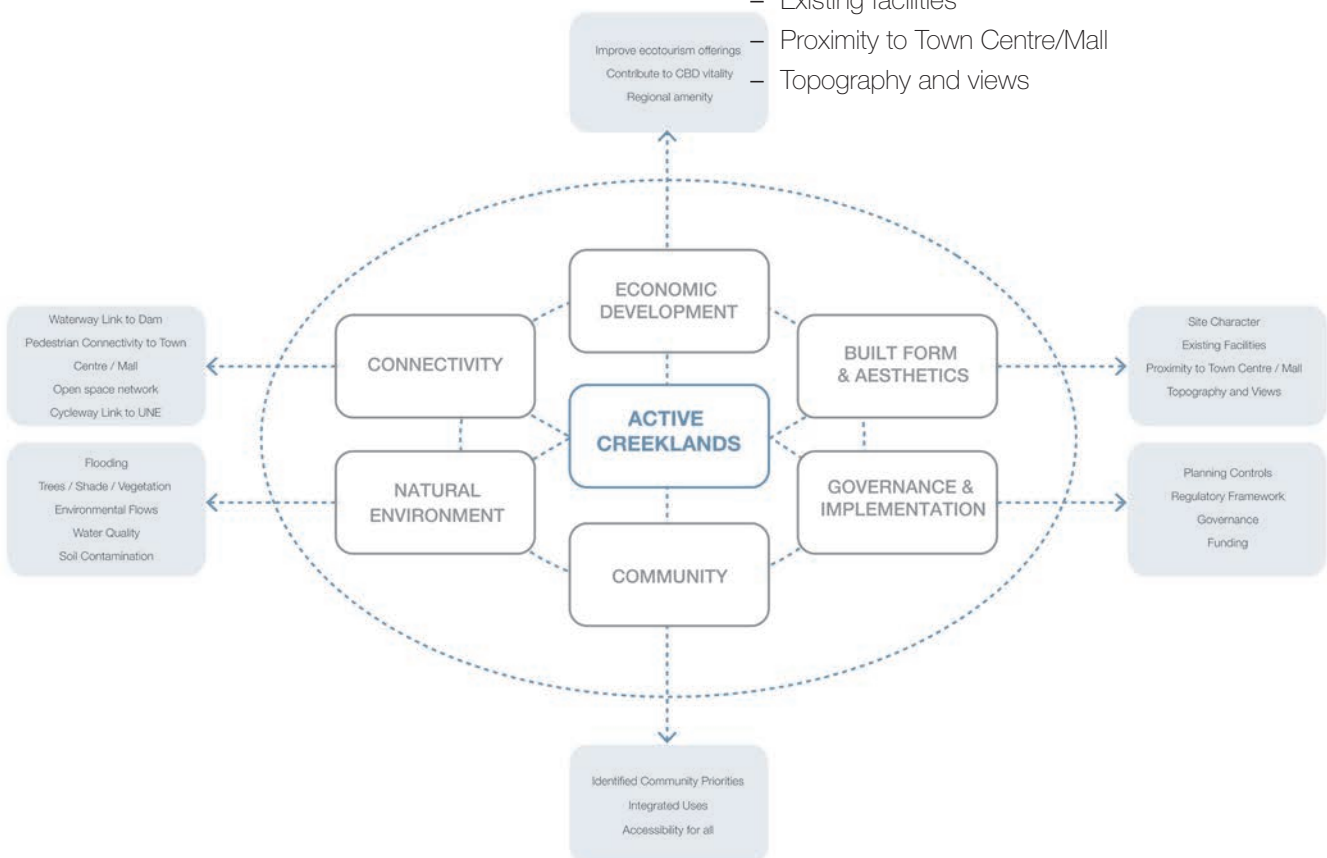 – Existing facilities
– Proximity to Town Centre/Mall
– Topography and views
Improve ecotourism offerings
Contribute to CBD vitality
Regional amenity
ECONOMIC
DEVELOPMENT
Waterway Link to Dam
Pedestrian Connectivity to Town
Centre / Mall
Open space network
Cycleway Link to UNE
CONNECTIVITY
BUILT FORM
& AESTHETICS
Site Character
Existing Facilities
Proximity to Town Centre / Mall
Topography and Views
ACTIVE
CREEKLANDS
Flooding
Trees / Shade / Vegetation
Environmental Flows
Water Quality
Soil Contamination
NATURAL
ENVIRONMENT
GOVERNANCE &
IMPLEMENTATION
Planning Controls
Regulatory Framework
Governance
Funding
COMMUNITY
Identified Community Priorities
Integrated Uses
Accessibility for all